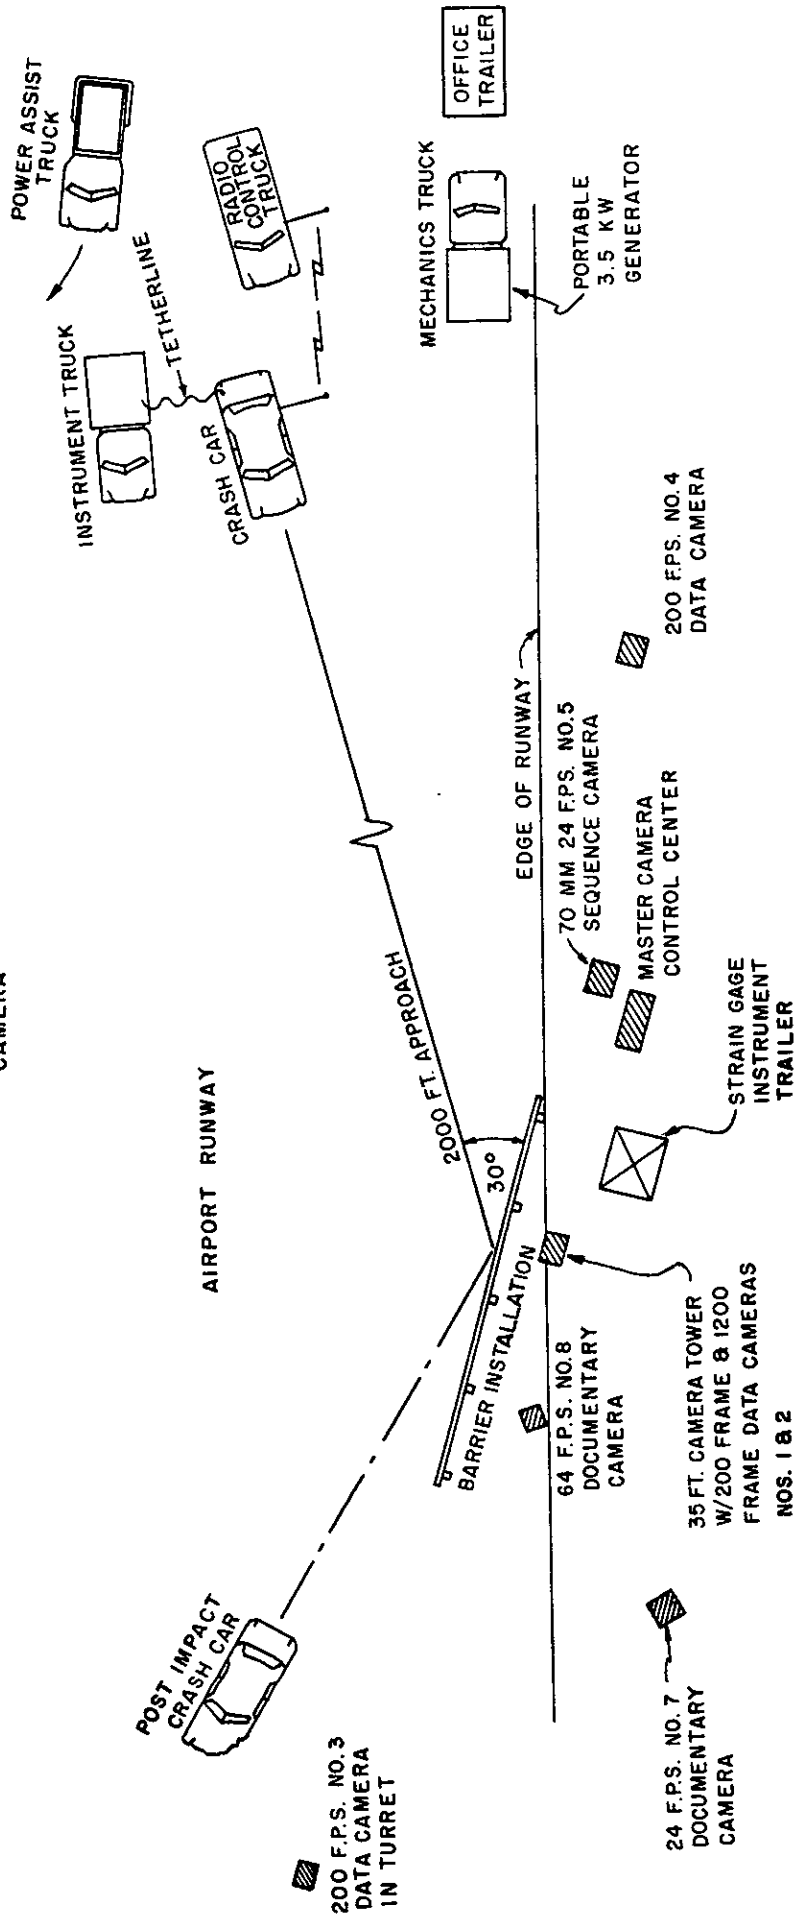 CAMERA
AIRPORT RUNWAY
POWER ASSIST
TRUCK
INSTRUMENT TRUCK
TETHERLINE
CRASH CAR
RADIO
CONTROL
TRUCK
MECHANICS TRUCK
OFFICE
TRAILER
PORTABLE
3.5 KW
GENERATOR
2000 FT. APPROACH
30°
EDGE OF RUNWAY
POST IMPACT
CRASH CAR
BARRIER INSTALLATION
200 F.P.S. NO.3
DATA CAMERA
IN TURRET
24 F.P.S. NO.7
DOCUMENTARY
CAMERA
64 F.P.S. NO.8
DOCUMENTARY
CAMERA
35 FT. CAMERA TOWER
W/200 FRAME & 1200
FRAME DATA CAMERAS
NOS. 1 & 2
STRAIN GAGE
INSTRUMENT
TRAILER
70 MM 24 F.P.S. NO.5
SEQUENCE CAMERA
MASTER CAMERA
CONTROL CENTER
200 F.P.S. NO.4
DATA CAMERA